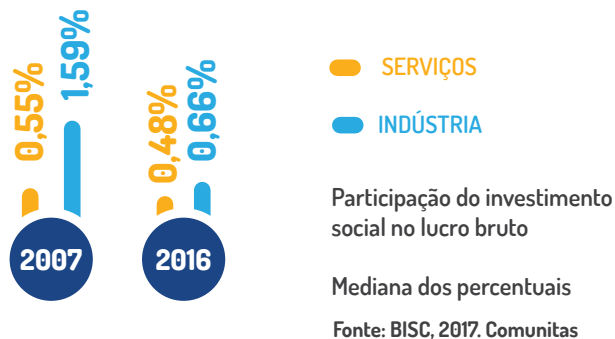 0,55%
1,59%
0,48%
0,66%
2007
2016
SERVIÇOS
INDÚSTRIA
Participação do investimento
social no lucro bruto
Mediana dos percentuais
Fonte: BISC, 2017. Comunitas